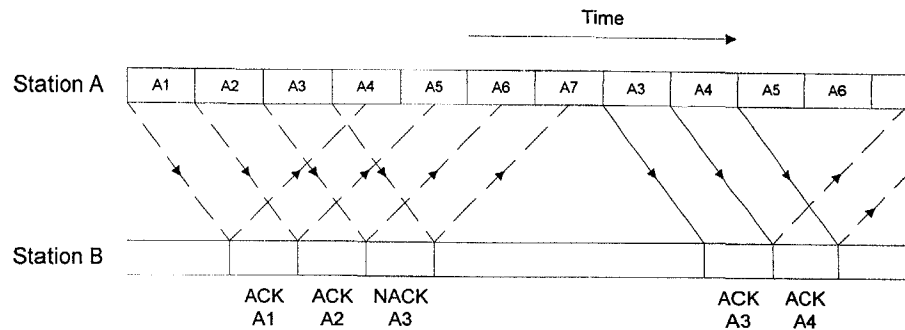 Time
Station A
A1 A2 A3 A4 A5 A6 A7 A3 A4 A5 A6
Station B
ACK ACK NACK ACK ACK
A1 A2 A3 A3 A4